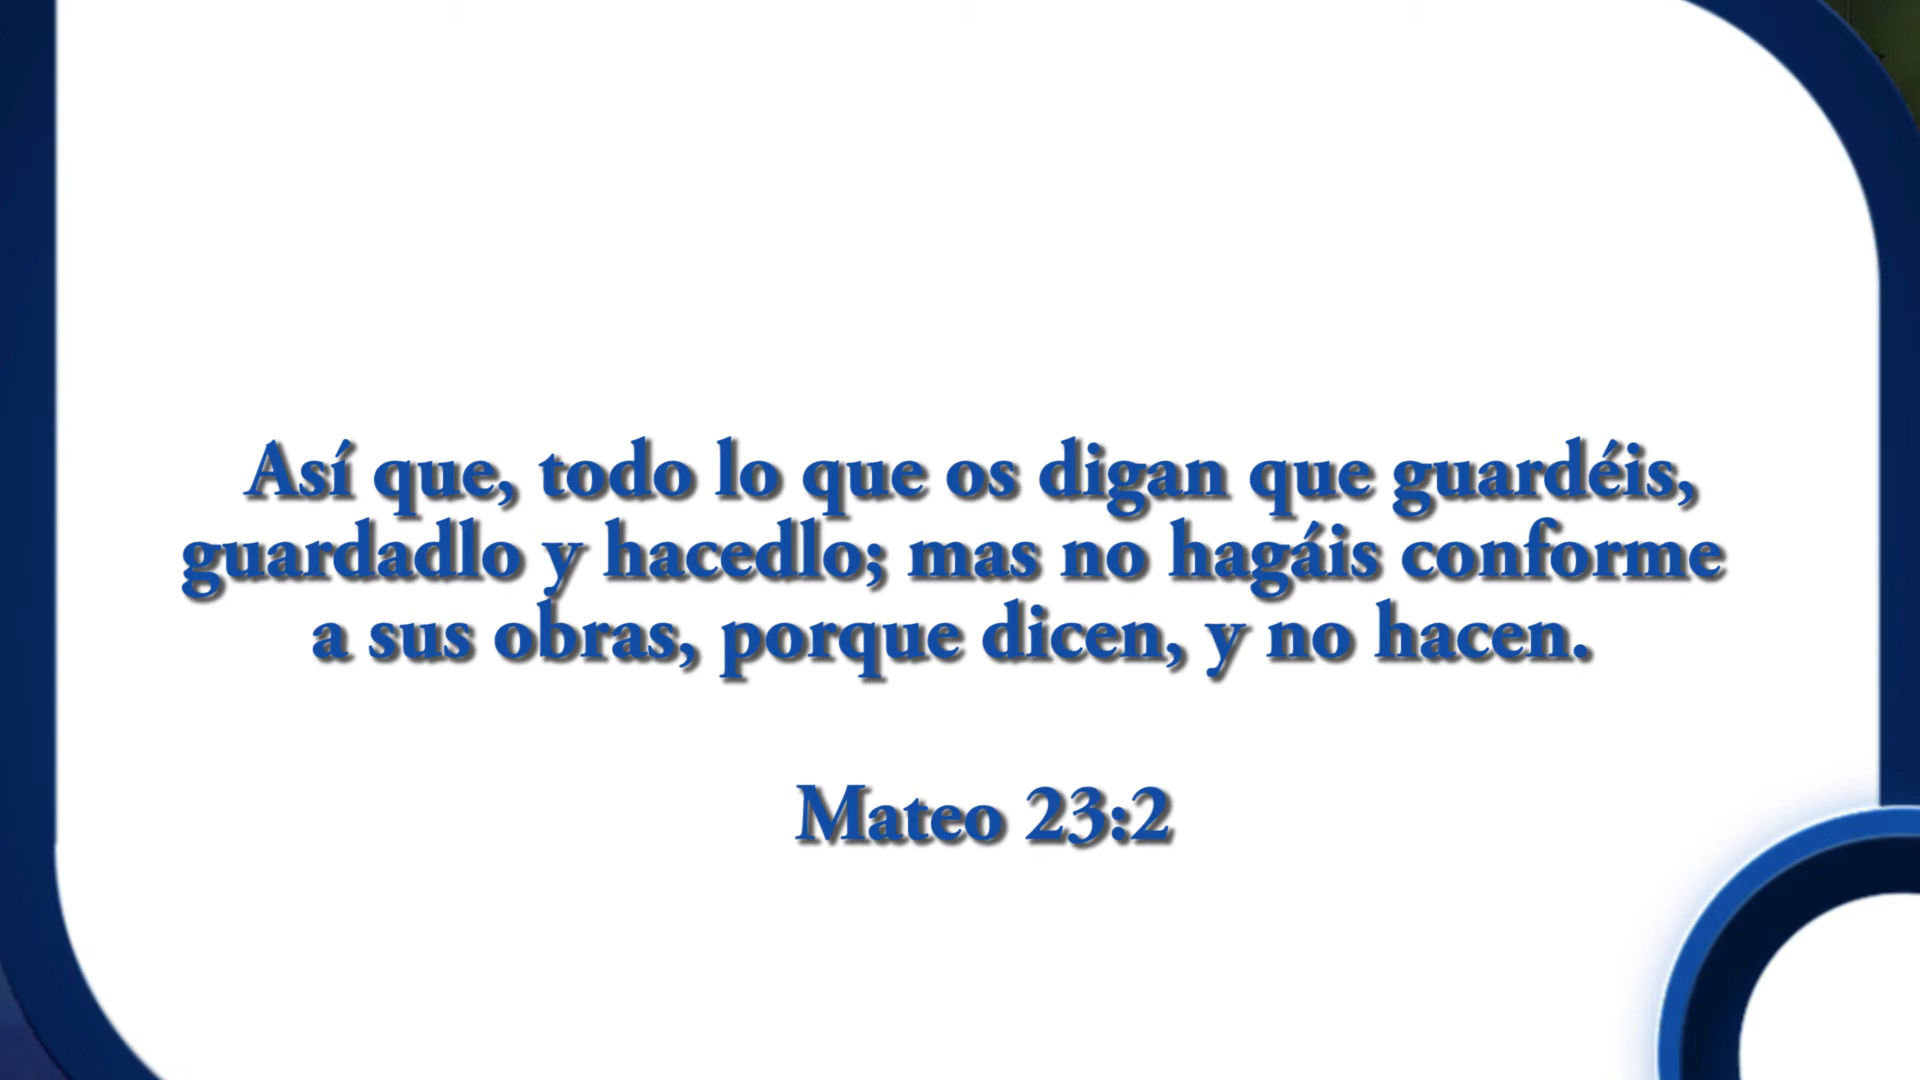 Así que, todo lo que os digan que guardéis,
guardadlo y hacedlo; mas no hagáis conforme
a sus obras, porque dicen, y no hacen.
Mateo 23:2